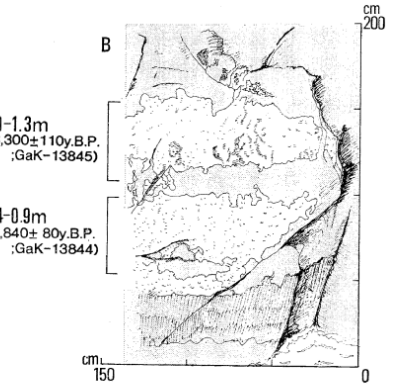 cm
200
B
-1.3m
,300±110y.B.P.
;GaK-13845)
-0.9m
,840± 80y.B.P.
;GaK-13844)
cm
150
0